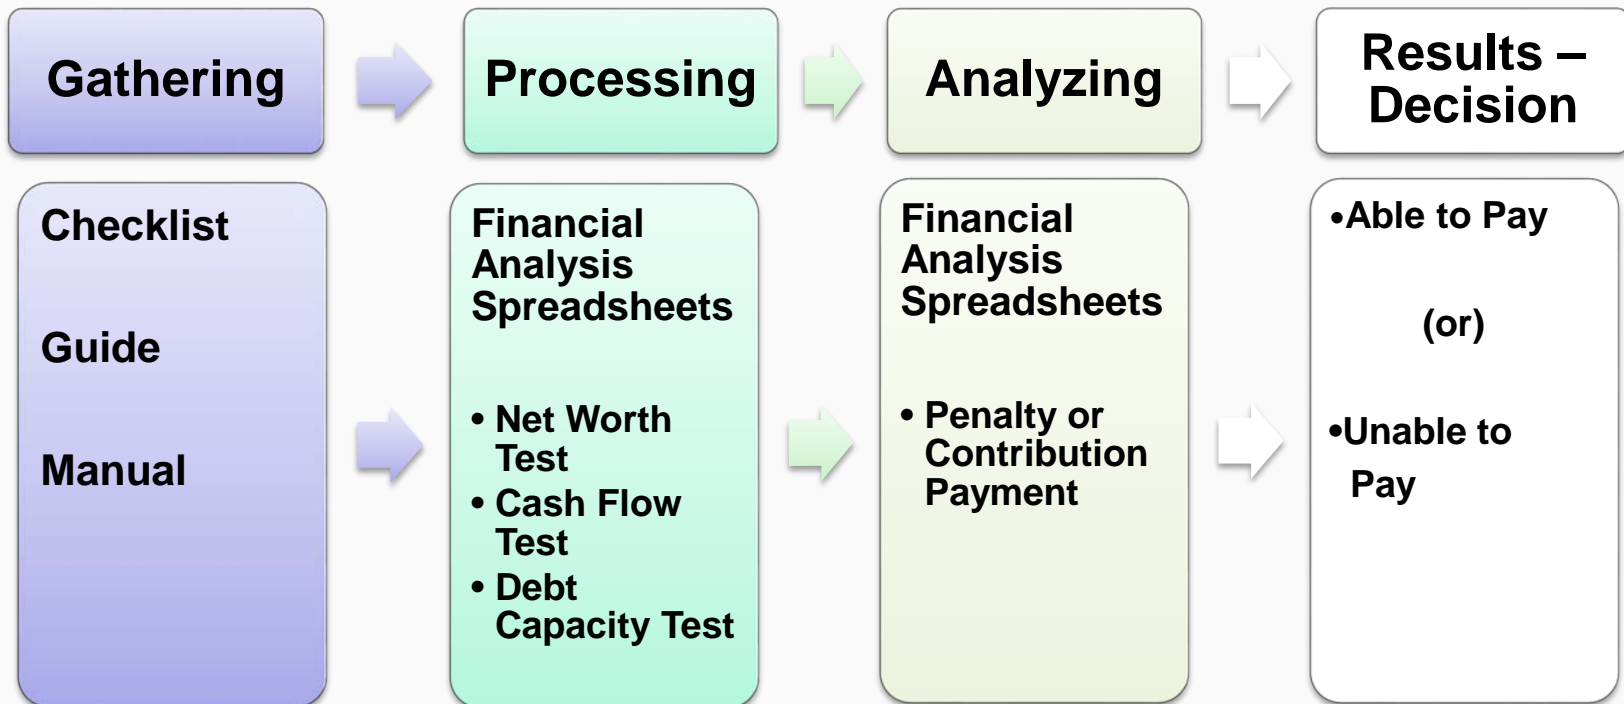 Gathering
Processing
Analyzing
Results –
Decision
Checklist
Guide
Manual
Financial
Analysis
Spreadsheets
• Net Worth
Test
• Cash Flow
Test
• Debt
Capacity Test
Financial
Analysis
Spreadsheets
• Penalty or
Contribution
Payment
•Able to Pay
(or)
•Unable to
Pay